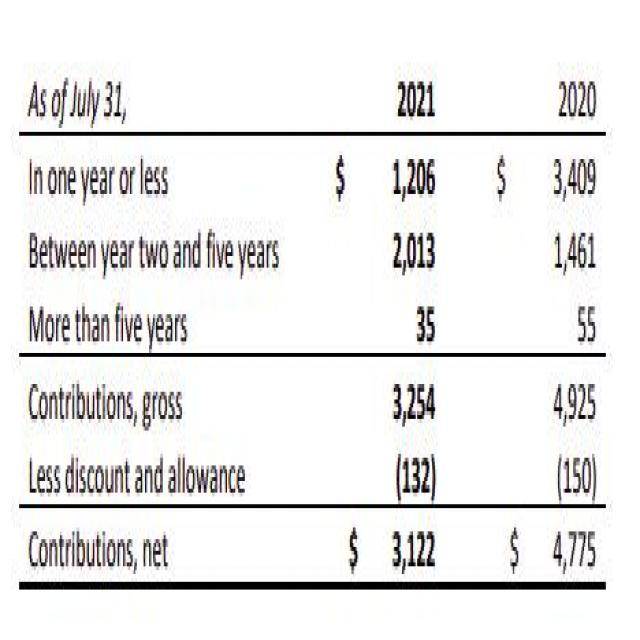 As of July 31, 2021 2020
In one year or less $ 1,206 $ 3,409
Between year two and five years 2,013 1,461
More than five years 35 55
Contributions, gross 3,254 4,925
Less discount and allowance (132) (150)
Contributions, net $ 3,122 $ 4,775